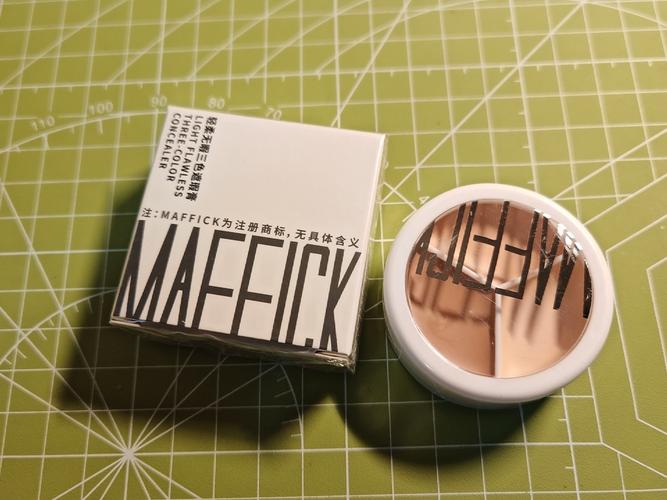 110 100 90 80 70
轻柔无瑕三色遮瑕膏
LIGHT FLAWLESS
THREE-COLOR
CONCEALER
注：MAFFICK为注册商标，无具体含义
MAFFICK